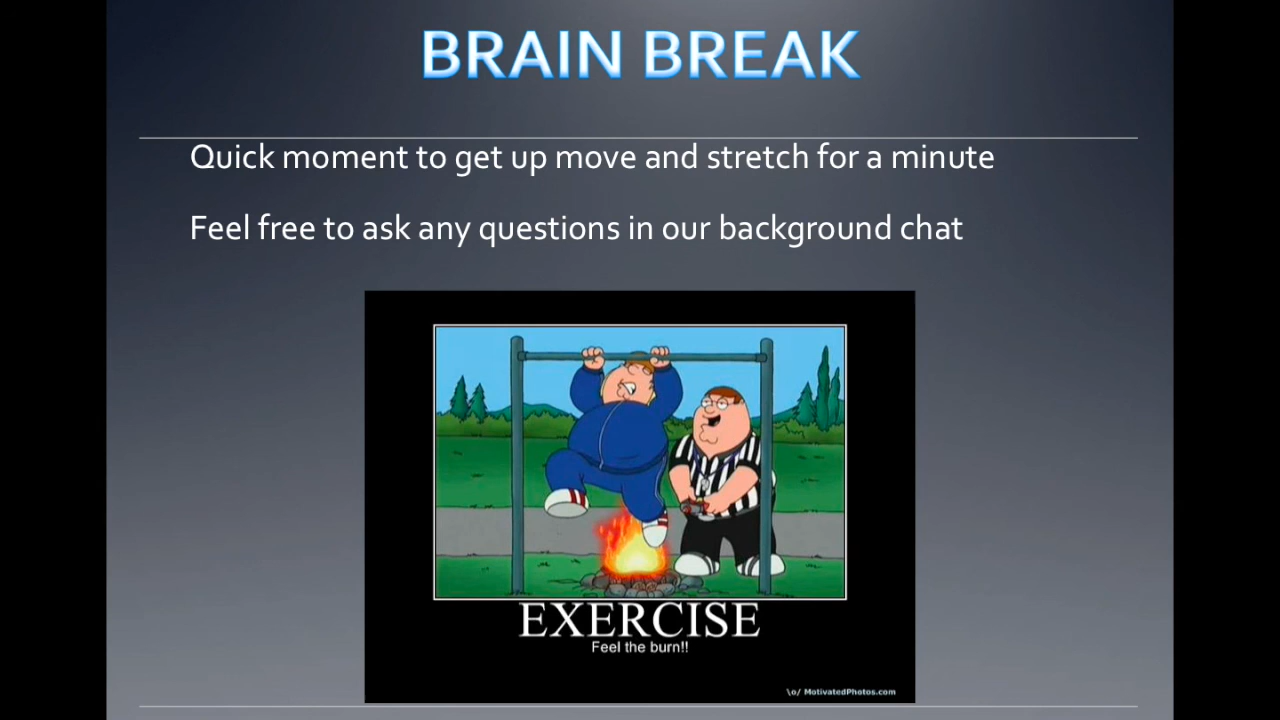 BRAIN BREAK
Quick moment to get up move and stretch for a minute
Feel free to ask any questions in our background chat
EXERCISE
Feel the burn!!
\o/ MotivatedPhotos.com